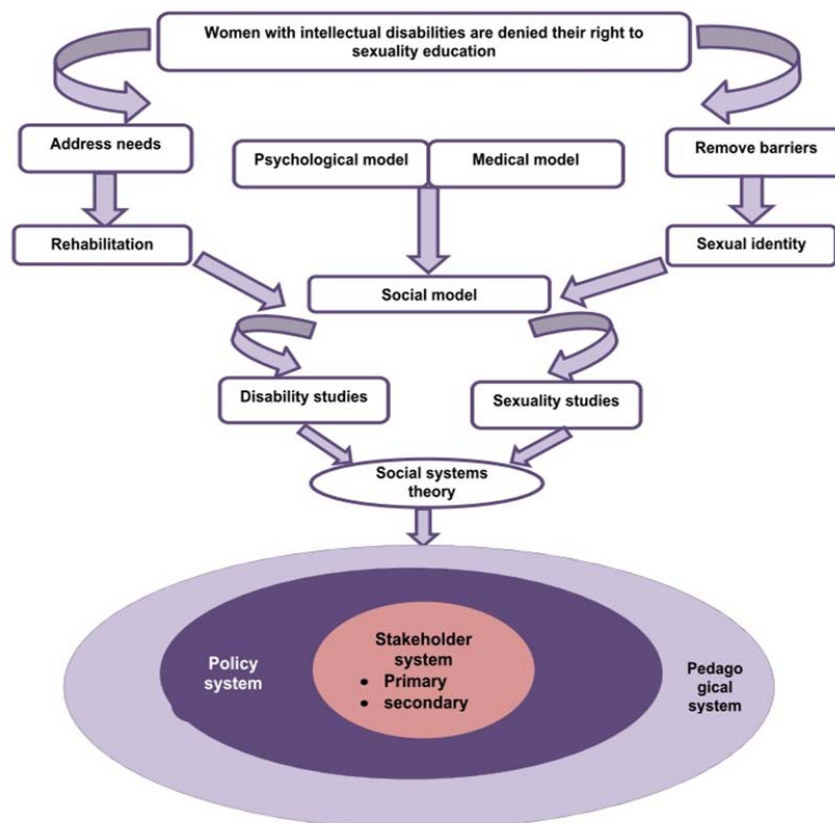 Women with intellectual disabilities are denied their right to
sexuality education
Address needs
Psychological model
Medical model
Remove barriers
Rehabilitation
Sexual identity
Social model
Disability studies
Sexuality studies
Social systems
theory
Stakeholder
system
• Primary
• secondary
Policy
system
Pedago
gical
system